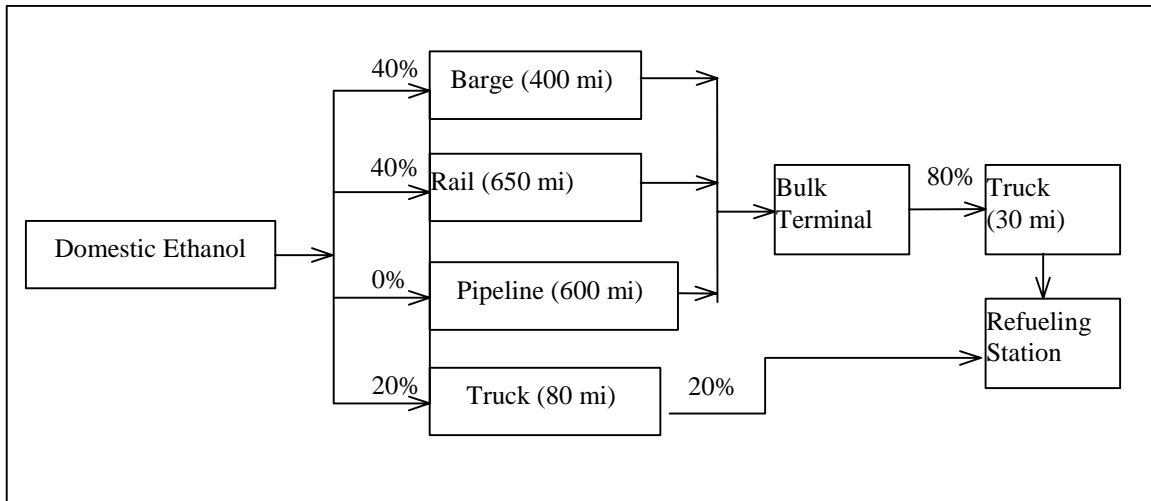 Domestic Ethanol
40%
Barge (400 mi)
40%
Rail (650 mi)
0%
Pipeline (600 mi)
20%
Truck (80 mi)
20%
Bulk
Terminal
80%
Truck
(30 mi)
Refueling
Station